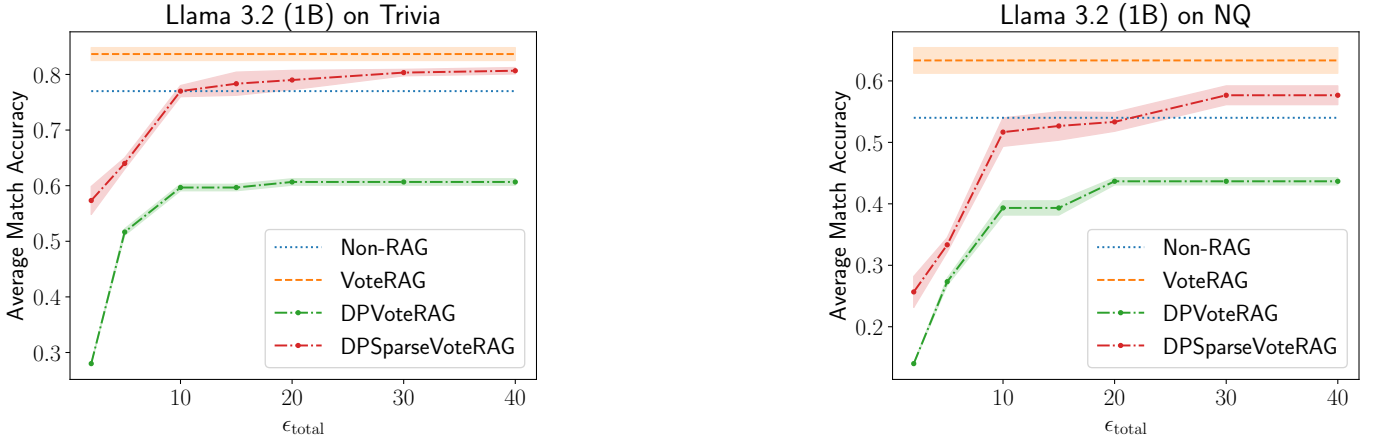 Llama 3.2 (1B) on Trivia
Average Match Accuracy
0.8
0.7
0.6
0.5
0.4
0.3
Non-RAG
VoteRAG
DPVoteRAG
DPSparseVoteRAG
10
20
30
40
ϵtotal
Llama 3.2 (1B) on NQ
Average Match Accuracy
0.6
0.5
0.4
0.3
0.2
Non-RAG
VoteRAG
DPVoteRAG
DPSparseVoteRAG
10
20
30
40
ϵtotal